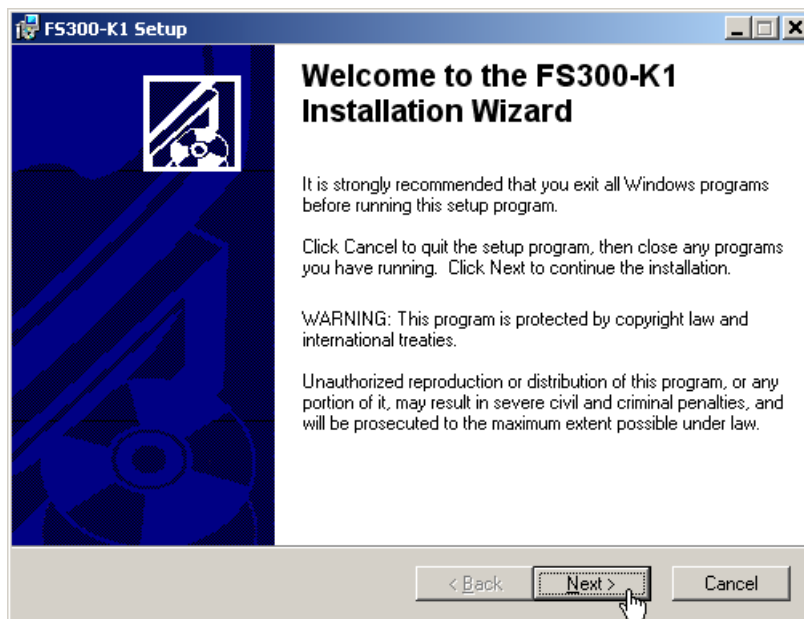 FS300-K1 Setup
Welcome to the FS300-K1
Installation Wizard
It is strongly recommended that you exit all Windows programs
before running this setup program.
Click Cancel to quit the setup program, then close any programs
you have running.  Click Next to continue the installation.
WARNING: This program is protected by copyright law and
international treaties.
Unauthorized reproduction or distribution of this program, or any
portion of it, may result in severe civil and criminal penalties, and
will be prosecuted to the maximum extent possible under law.
< Back
Next >
Cancel